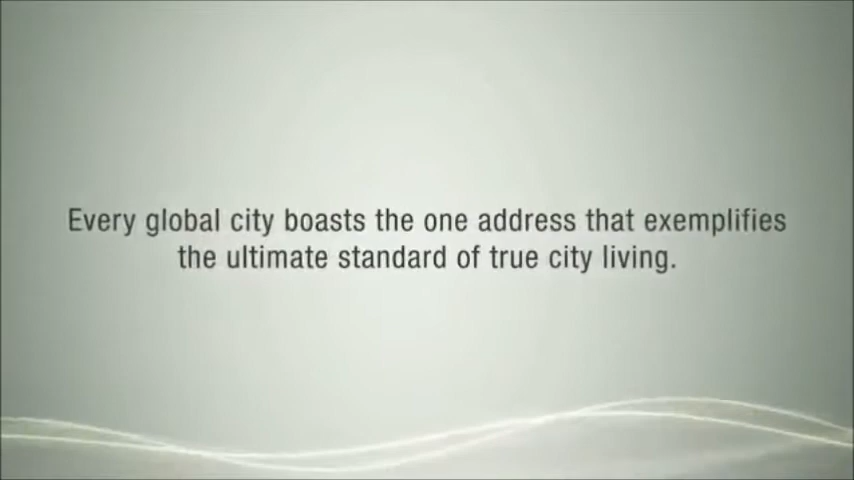 Every global city boasts the one address that exemplifies
the ultimate standard of true city living.